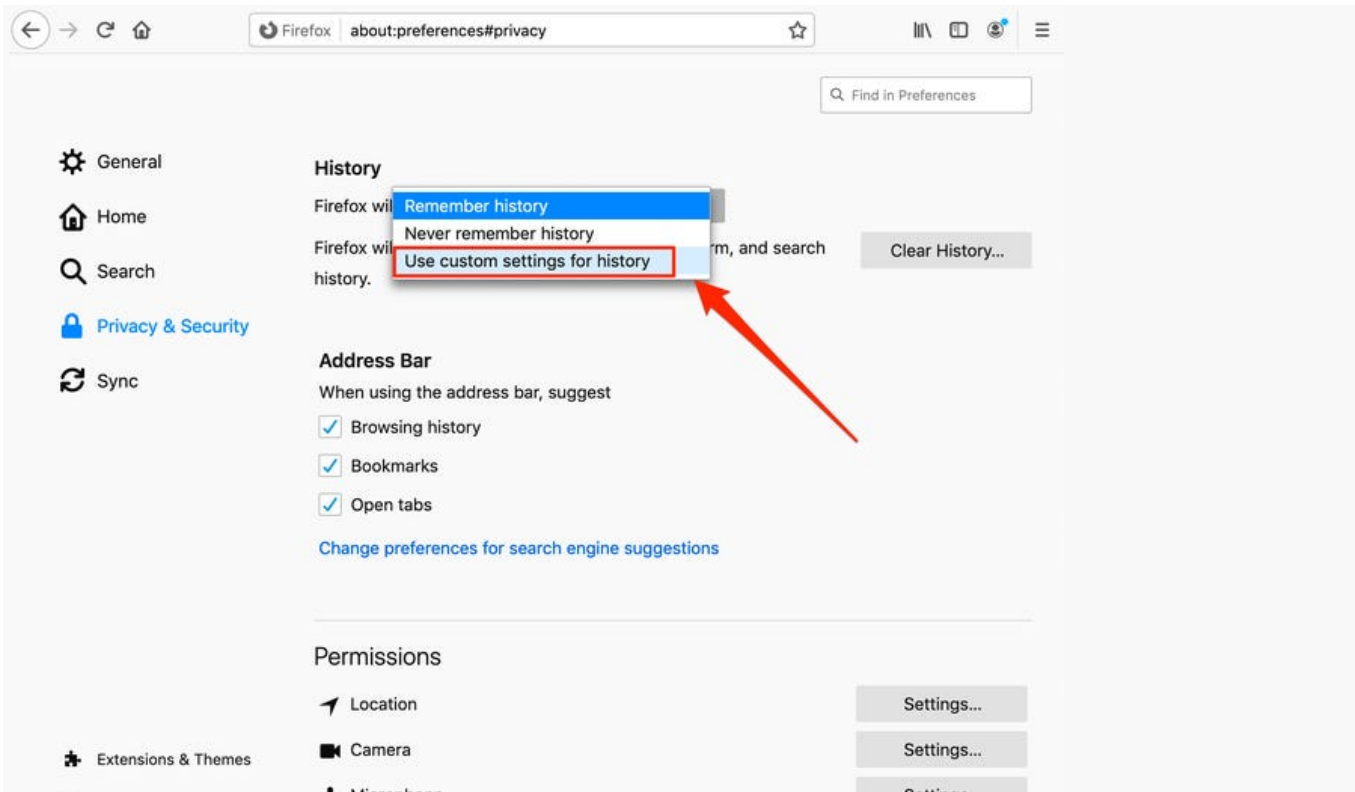 Firefox about:preferences#privacy
Find in Preferences
General
Home
Search
Privacy & Security
Sync
Extensions & Themes
History
Firefox wil
Remember history
Never remember history
Use custom settings for history
Firefox wil
rm, and search
history.
Clear History...
Address Bar
When using the address bar, suggest
Browsing history
Bookmarks
Open tabs
Change preferences for search engine suggestions
Permissions
Location
Settings...
Camera
Settings...